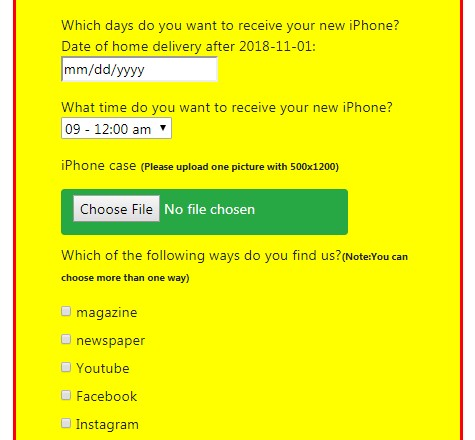 Which days do you want to receive your new iPhone?
Date of home delivery after 2018-11-01:
mm/dd/yyyy
What time do you want to receive your new iPhone?
09 - 12:00 am
iPhone case (Please upload one picture with 500x1200)
Choose File No file chosen
Which of the following ways do you find us?(Note:You can
choose more than one way)
magazine
newspaper
Youtube
Facebook
Instagram